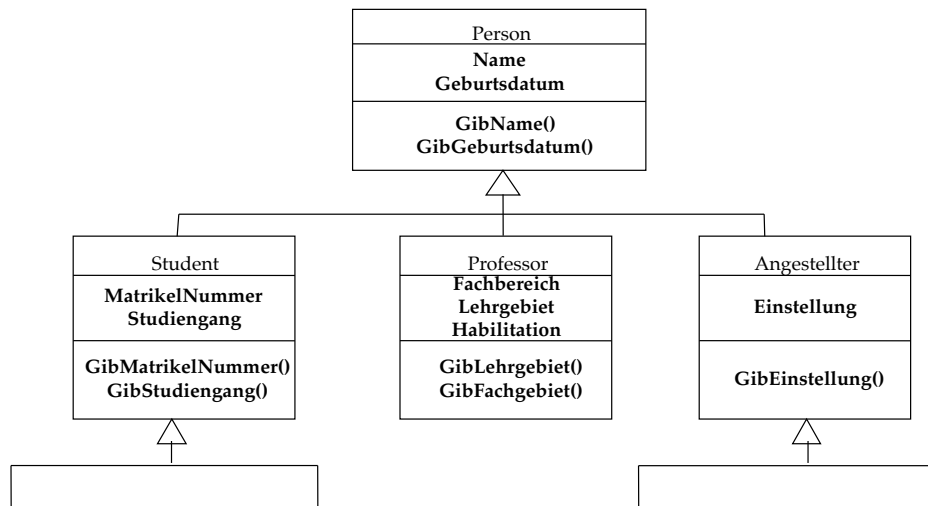 Person
Name
Geburtsdatum
GibName()
GibGeburtsdatum()
Student
MatrikelNummer
Studiengang
GibMatrikelNummer()
GibStudiengang()
Professor
Fachbereich
Lehrgebiet
Habilitation
GibLehrgebiet()
GibFachgebiet()
Angestellter
Einstellung
GibEinstellung()